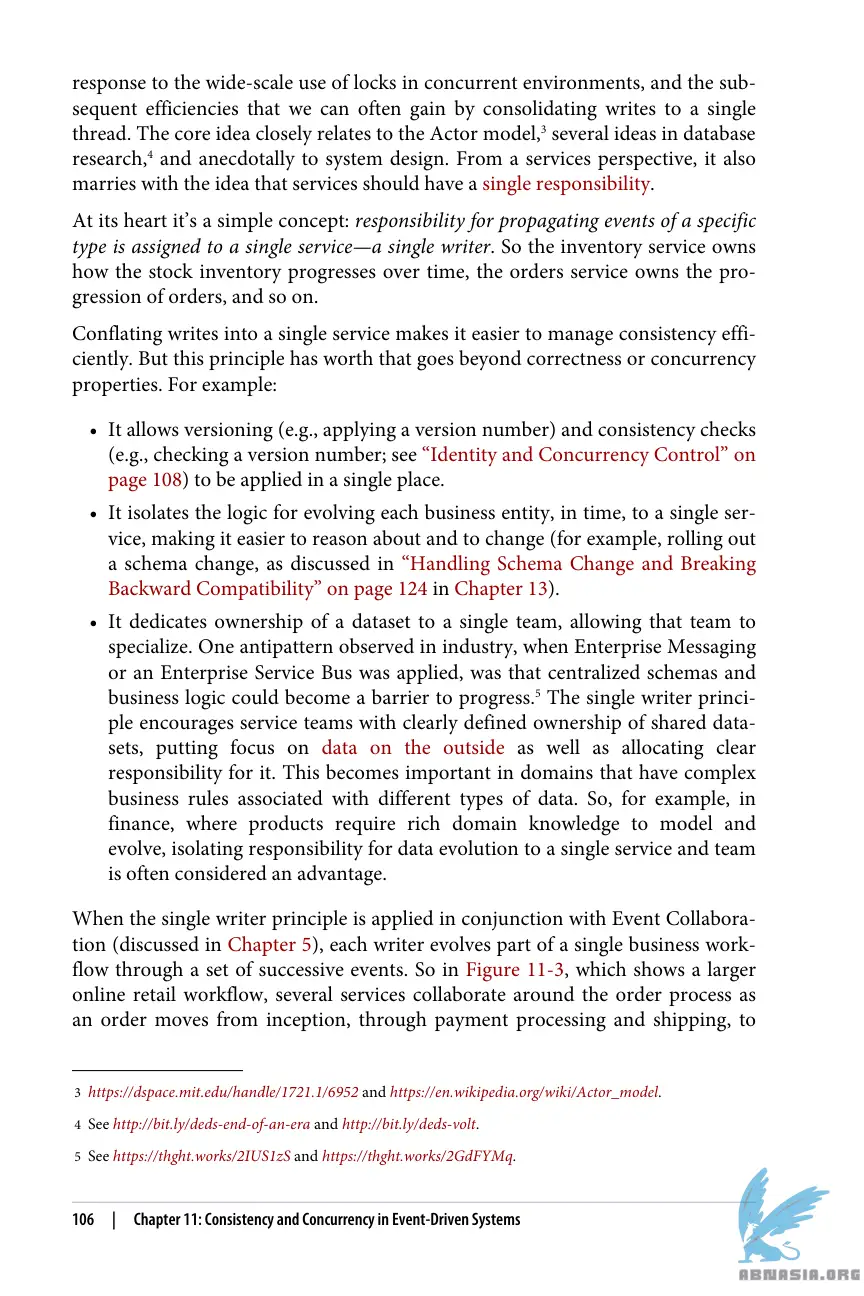 response to the wide-scale use of locks in concurrent environments, and the sub-
sequent efficiencies that we can often gain by consolidating writes to a single
thread. The core idea closely relates to the Actor model,3 several ideas in database
research,4 and anecdotally to system design. From a services perspective, it also
marries with the idea that services should have a single responsibility.
At its heart it’s a simple concept: responsibility for propagating events of a specific
type is assigned to a single service—a single writer. So the inventory service owns
how the stock inventory progresses over time, the orders service owns the pro-
gression of orders, and so on.
Conflating writes into a single service makes it easier to manage consistency effi-
ciently. But this principle has worth that goes beyond correctness or concurrency
properties. For example:
• It allows versioning (e.g., applying a version number) and consistency checks
(e.g., checking a version number; see “Identity and Concurrency Control” on
page 108) to be applied in a single place.
• It isolates the logic for evolving each business entity, in time, to a single ser-
vice, making it easier to reason about and to change (for example, rolling out
a schema change, as discussed in “Handling Schema Change and Breaking
Backward Compatibility” on page 124 in Chapter 13).
• It dedicates ownership of a dataset to a single team, allowing that team to
specialize. One antipattern observed in industry, when Enterprise Messaging
or an Enterprise Service Bus was applied, was that centralized schemas and
business logic could become a barrier to progress.5 The single writer princi-
ple encourages service teams with clearly defined ownership of shared data-
sets, putting focus on data on the outside as well as allocating clear
responsibility for it. This becomes important in domains that have complex
business rules associated with different types of data. So, for example, in
finance, where products require rich domain knowledge to model and
evolve, isolating responsibility for data evolution to a single service and team
is often considered an advantage.
When the single writer principle is applied in conjunction with Event Collabora-
tion (discussed in Chapter 5), each writer evolves part of a single business work-
flow through a set of successive events. So in Figure 11-3, which shows a larger
online retail workflow, several services collaborate around the order process as
an order moves from inception, through payment processing and shipping, to
3 https://dspace.mit.edu/handle/1721.1/6952 and https://en.wikipedia.org/wiki/Actor_model.
4 See http://bit.ly/deds-end-of-an-era and http://bit.ly/deds-volt.
5 See https://thght.works/2IUS1zS and https://thght.works/2GdFYMq.
106 | Chapter 11: Consistency and Concurrency in Event-Driven Systems
ABNASIA.ORG